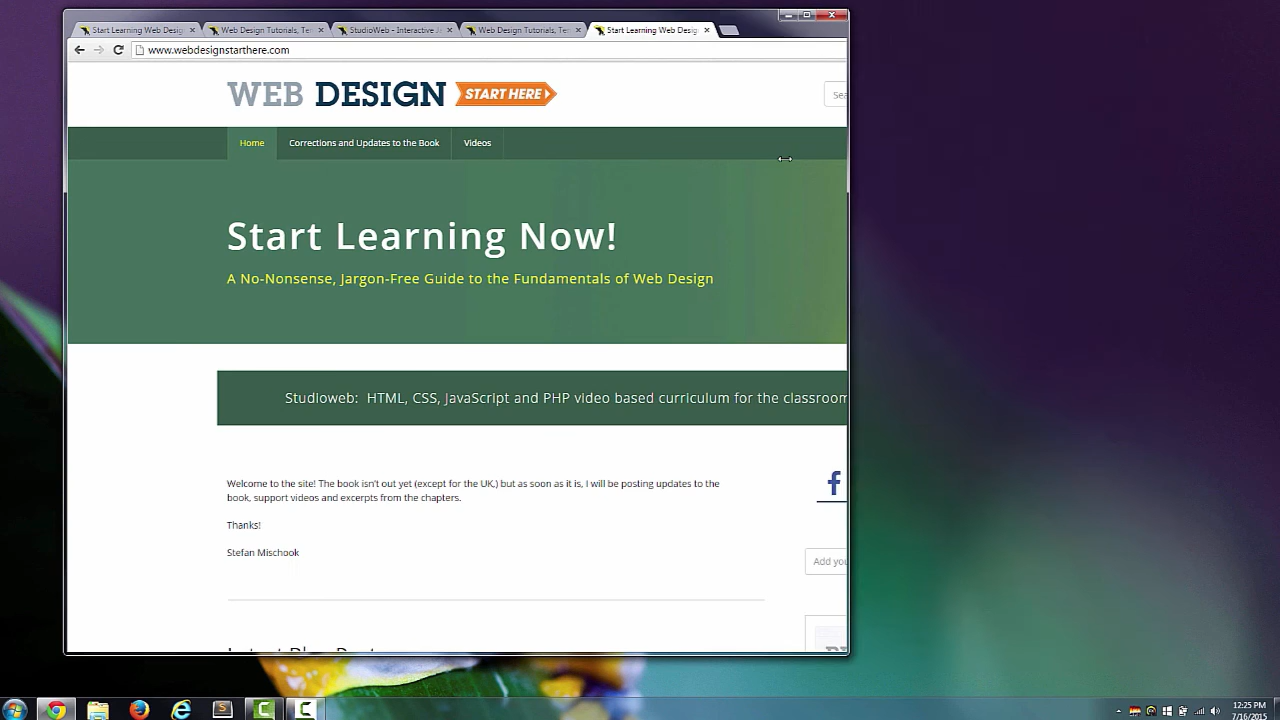 Start Learning Web Desig
Web Design Tutorials, Te
StudioWeb - Interactive
Web Design Tutorials, Te
Start Learning Web Desig
www.webdesignstarthere.com
WEB DESIGN START HERE
Sea
Home
Corrections and Updates to the Book
Videos
Start Learning Now!
A No-Nonsense, Jargon-Free Guide to the Fundamentals of Web Design
Studioweb: HTML, CSS, JavaScript and PHP video based curriculum for the classroom
Welcome to the site! The book isn't out yet (except for the UK,) but as soon as it is, I will be posting updates to the
book, support videos and excerpts from the chapters.
Thanks!
Stefan Mischook
Add you
12:25 PM